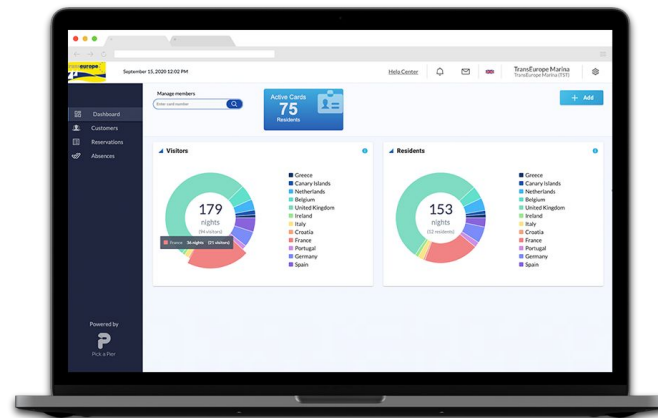 europe
September 15, 2020 12:02 PM
Help Center
TransEurope Marina
TransEurope Marina (TST)
Manage members
Enter card number
Active Cards
75
Residents
+ Add
Dashboard
Customers
Reservations
Absences
Visitors
179
nights
(94 visitors)
France 36 nights (21 visitors)
Greece
Canary Islands
Netherlands
Belgium
United Kingdom
Ireland
Italy
Croatia
France
Portugal
Germany
Spain
Residents
153
nights
(52 residents)
Greece
Canary Islands
Netherlands
Belgium
United Kingdom
Ireland
Italy
Croatia
France
Portugal
Germany
Spain
Powered by
Pick a Pier